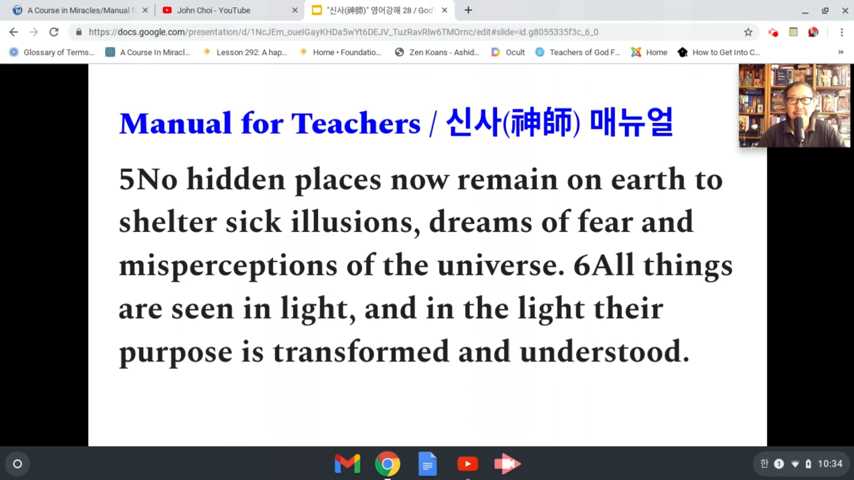 A Course in Miracles/Manual f
John Choi - YouTube
"신사(神師)" 영어강해 28 / God
https://docs.google.com/presentation/d/1NcJEm_oueIGayKHDa5wYt6DEJV_TuzRavRlw6TMOrnc/edit#slide=id.g8055335f3c_6_0
Glossary of Terms...
A Course In Miracl...
Lesson 292: A hap...
Home • Foundatio...
Zen Koans - Ashid...
Ocult
Teachers of God F...
Home
How to Get Into C...
Manual for Teachers / 신사(神師) 매뉴얼
5No hidden places now remain on earth to
shelter sick illusions, dreams of fear and
misperceptions of the universe. 6All things
are seen in light, and in the light their
purpose is transformed and understood.
한 1 10:34